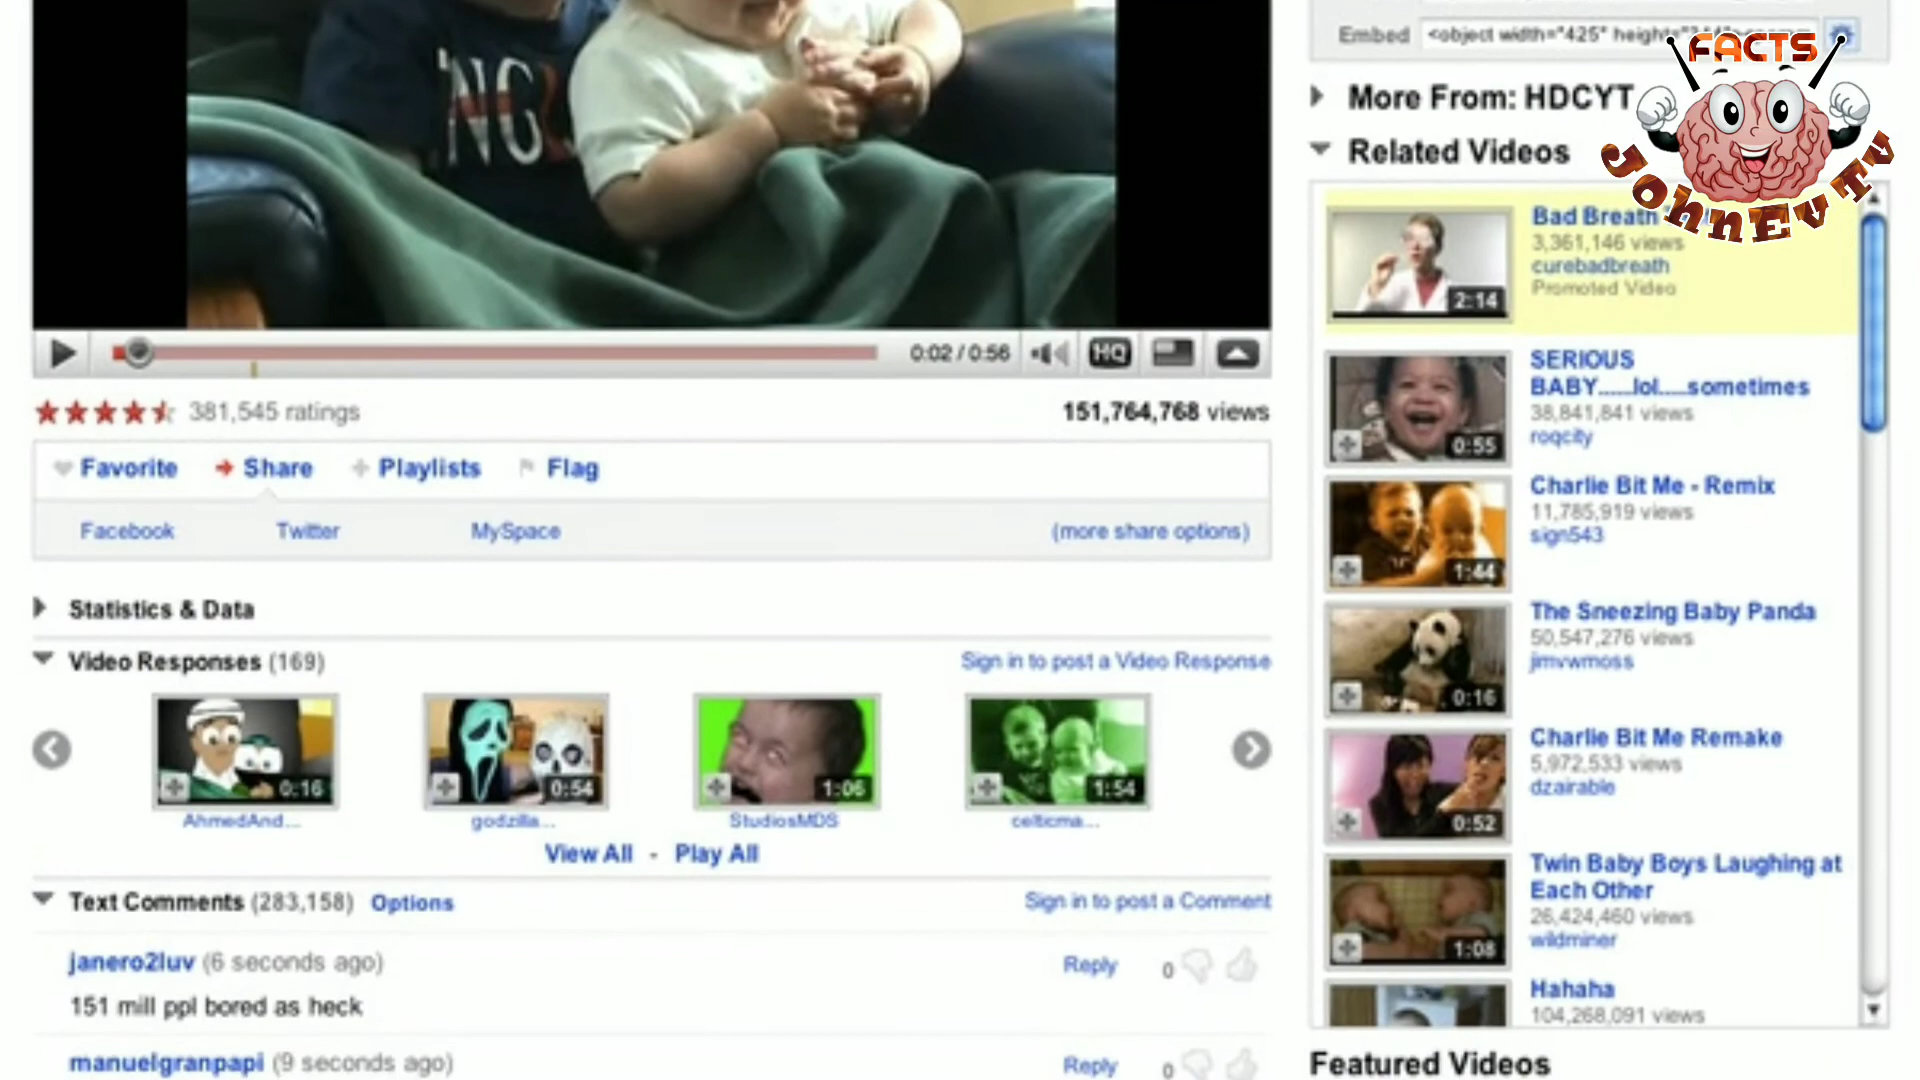 NGL
Embed <object width="425" height=
FACTS
JOHNEVTV
More From: HDCYT
Related Videos
Bad Breath
3,361,146 views
curebadbreath
Promoted Video
2:14
SERIOUS
BABY.....lol.....sometimes
38,841,841 views
roqcity
0:55
Charlie Bit Me - Remix
11,785,919 views
sign543
1:44
The Sneezing Baby Panda
50,547,276 views
jimvwmoss
0:16
Charlie Bit Me Remake
5,972,533 views
dzairable
0:52
Twin Baby Boys Laughing at
Each Other
26,424,460 views
wildminer
1:08
Hahaha
104,268,091 views
Featured Videos
0:02 / 0:56 HQ
381,545 ratings 151,764,768 views
Favorite Share Playlists Flag
Facebook Twitter MySpace (more share options)
Statistics & Data
Video Responses (169) Sign in to post a Video Response
0:16 0:54 1:06 1:54
AhmedAnd... godzilla... StudiosMDS celticma...
View All - Play All
Text Comments (283,158) Options Sign in to post a Comment
janero2luv (6 seconds ago) Reply 0
151 mill ppl bored as heck
manuelgranpapi (9 seconds ago) Reply 0